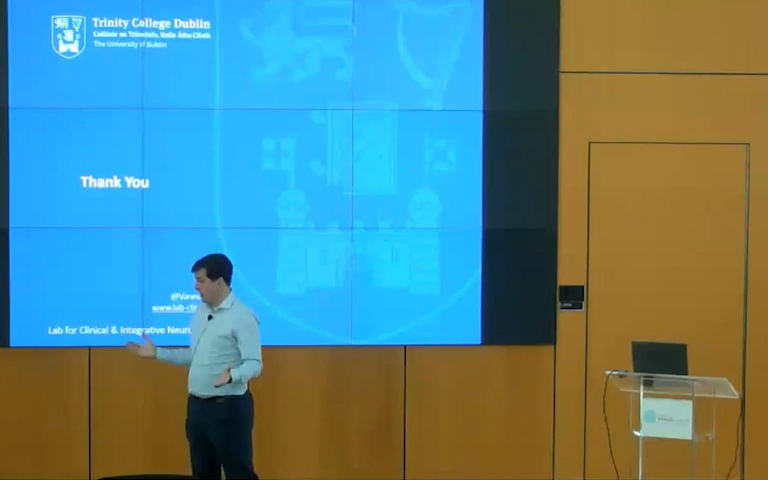 Trinity College Dublin
Coláiste na Tríonóide, Baile Átha Cliath
The University of Dublin
Thank You
Lab for Clinical & Integrative